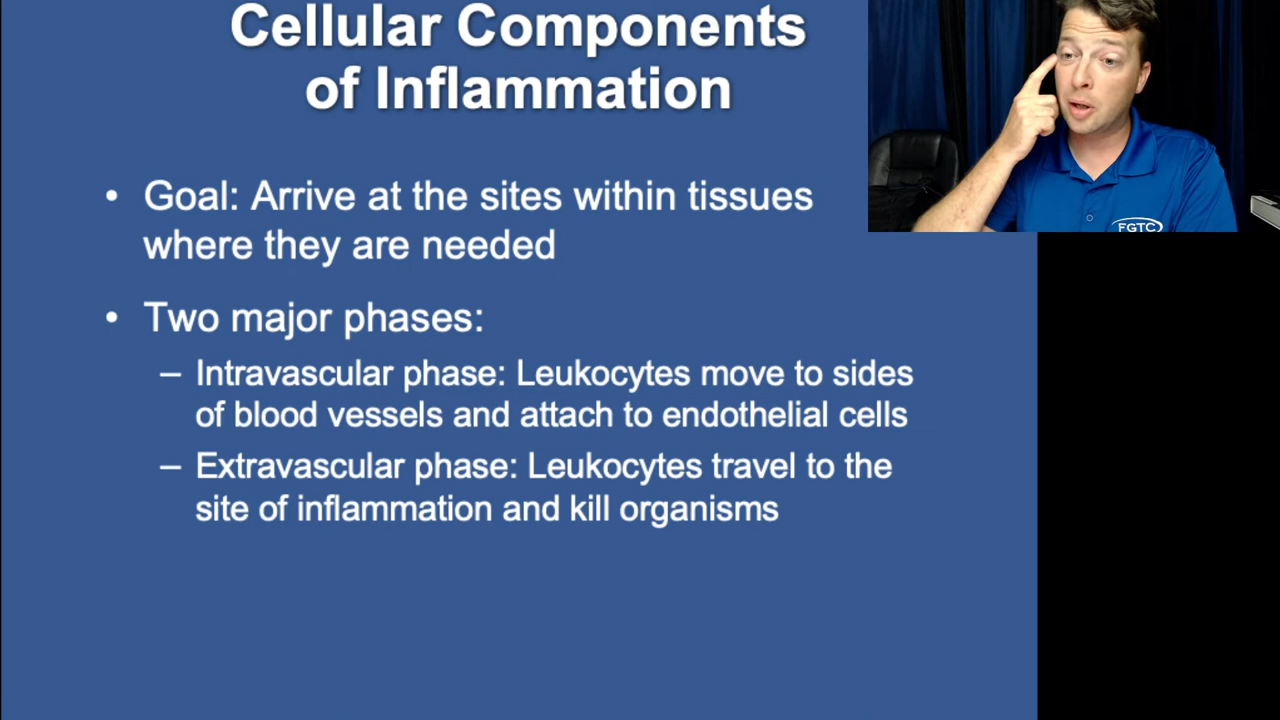 Cellular Components
of Inflammation
• Goal: Arrive at the sites within tissues
where they are needed
• Two major phases:
– Intravascular phase: Leukocytes move to sides
of blood vessels and attach to endothelial cells
– Extravascular phase: Leukocytes travel to the
site of inflammation and kill organisms
FGTC